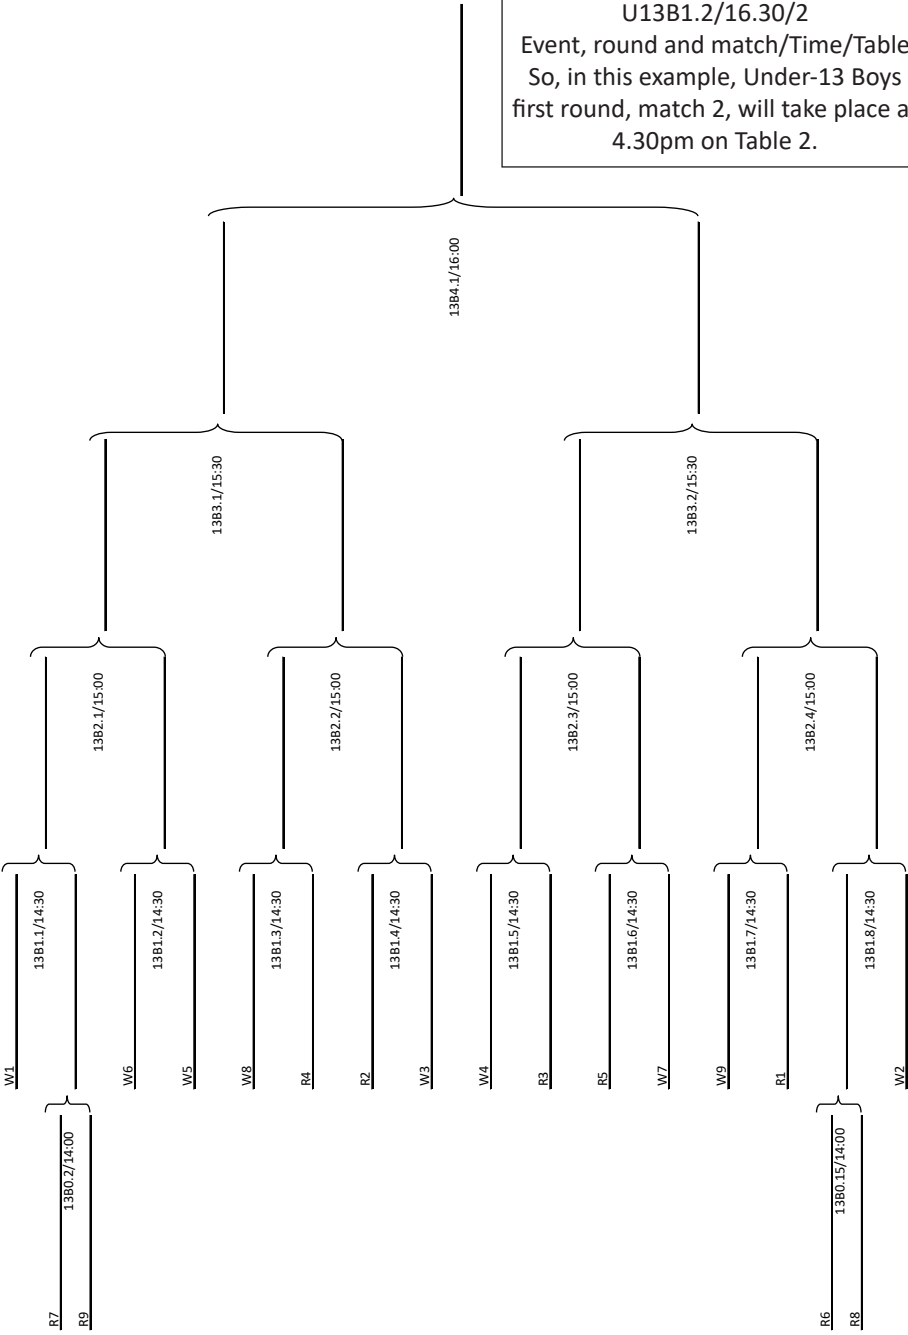 U13B1.2/16.30/2
Event, round and match/Time/Table
So, in this example, Under-13 Boys
first round, match 2, will take place a
4.30pm on Table 2.
13B4.1/16:00
13B3.1/15:30
13B3.2/15:30
13B2.1/15:00
13B2.2/15:00
13B2.3/15:00
13B2.4/15:00
13B1.1/14:30
13B1.2/14:30
13B1.3/14:30
13B1.4/14:30
13B1.5/14:30
13B1.6/14:30
13B1.7/14:30
13B1.8/14:30
W1
W6
W5
W8
R4
R2
W3
W4
R3
R5
W7
W9
R1
W2
13B0.2/14:00
13B0.15/14:00
R7
R9
R6
R8